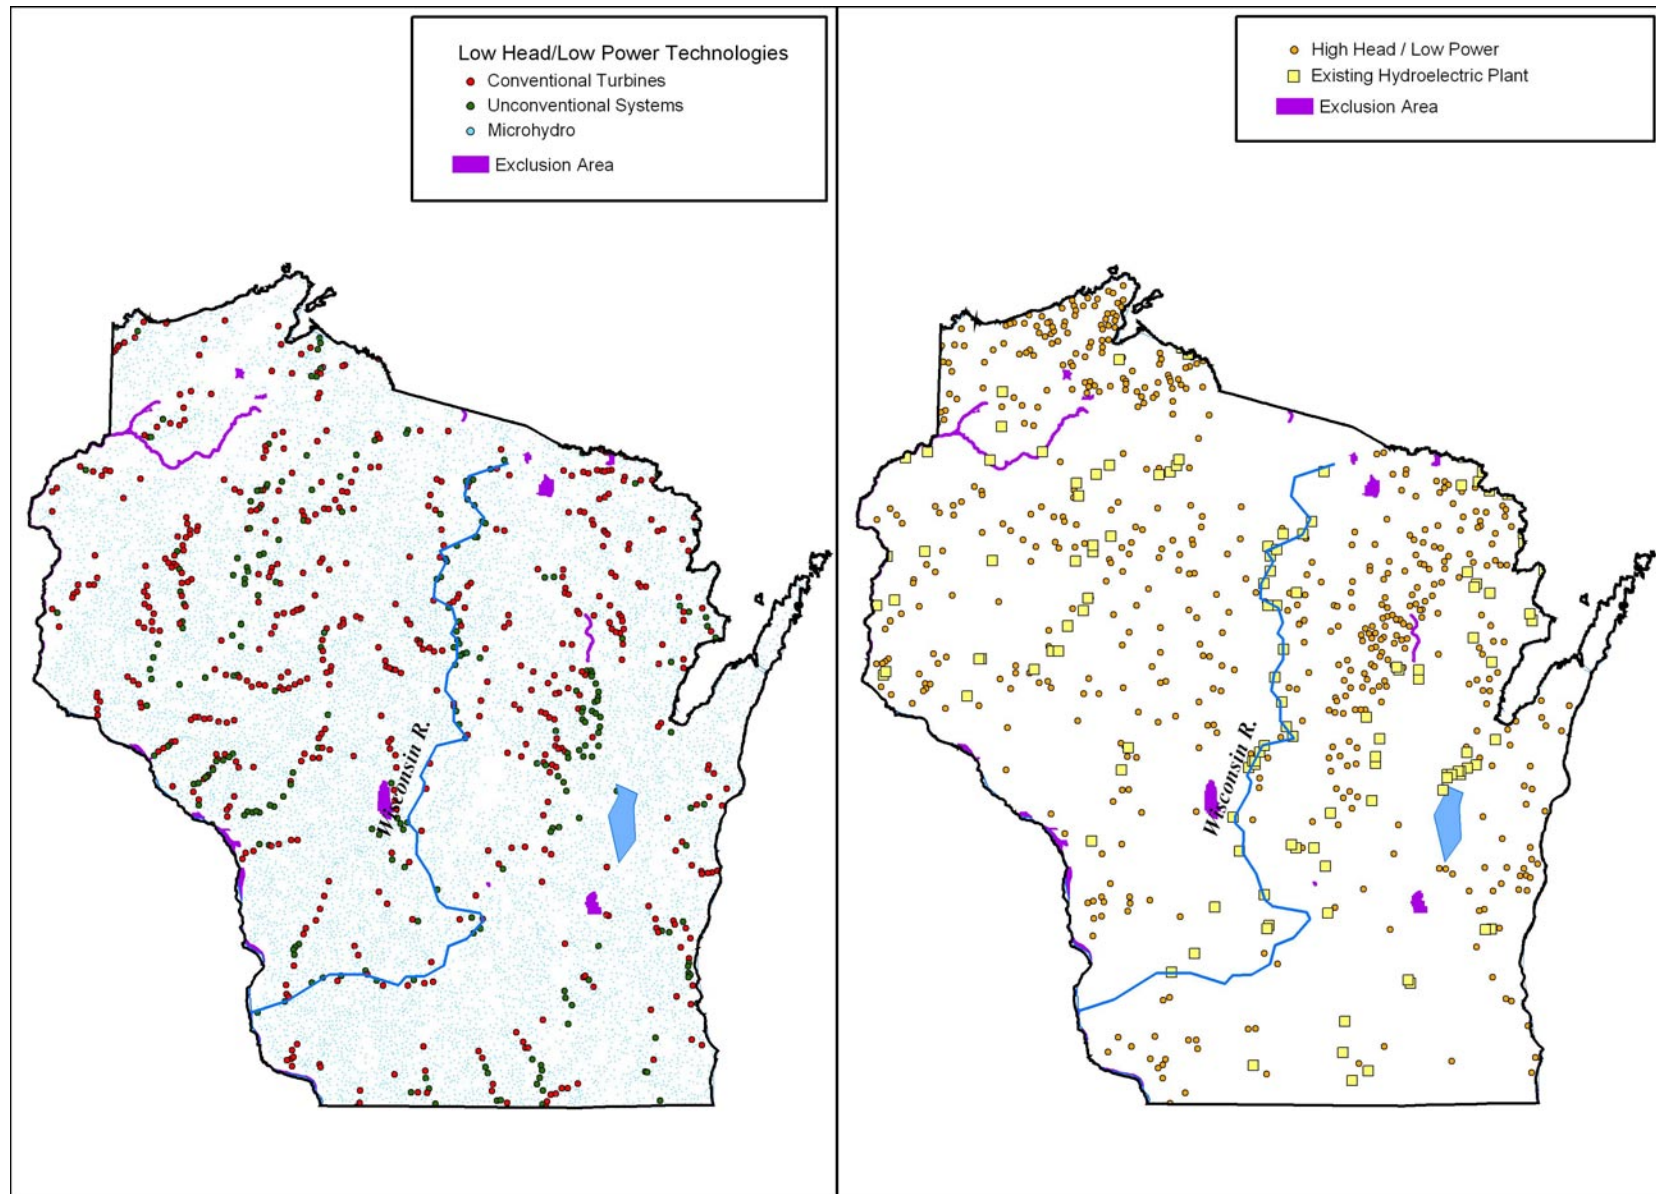 Low Head/Low Power Technologies
Conventional Turbines
Unconventional Systems
Microhydro
Exclusion Area
Wisconsin R.
High Head / Low Power
Existing Hydroelectric Plant
Exclusion Area
Wisconsin R.